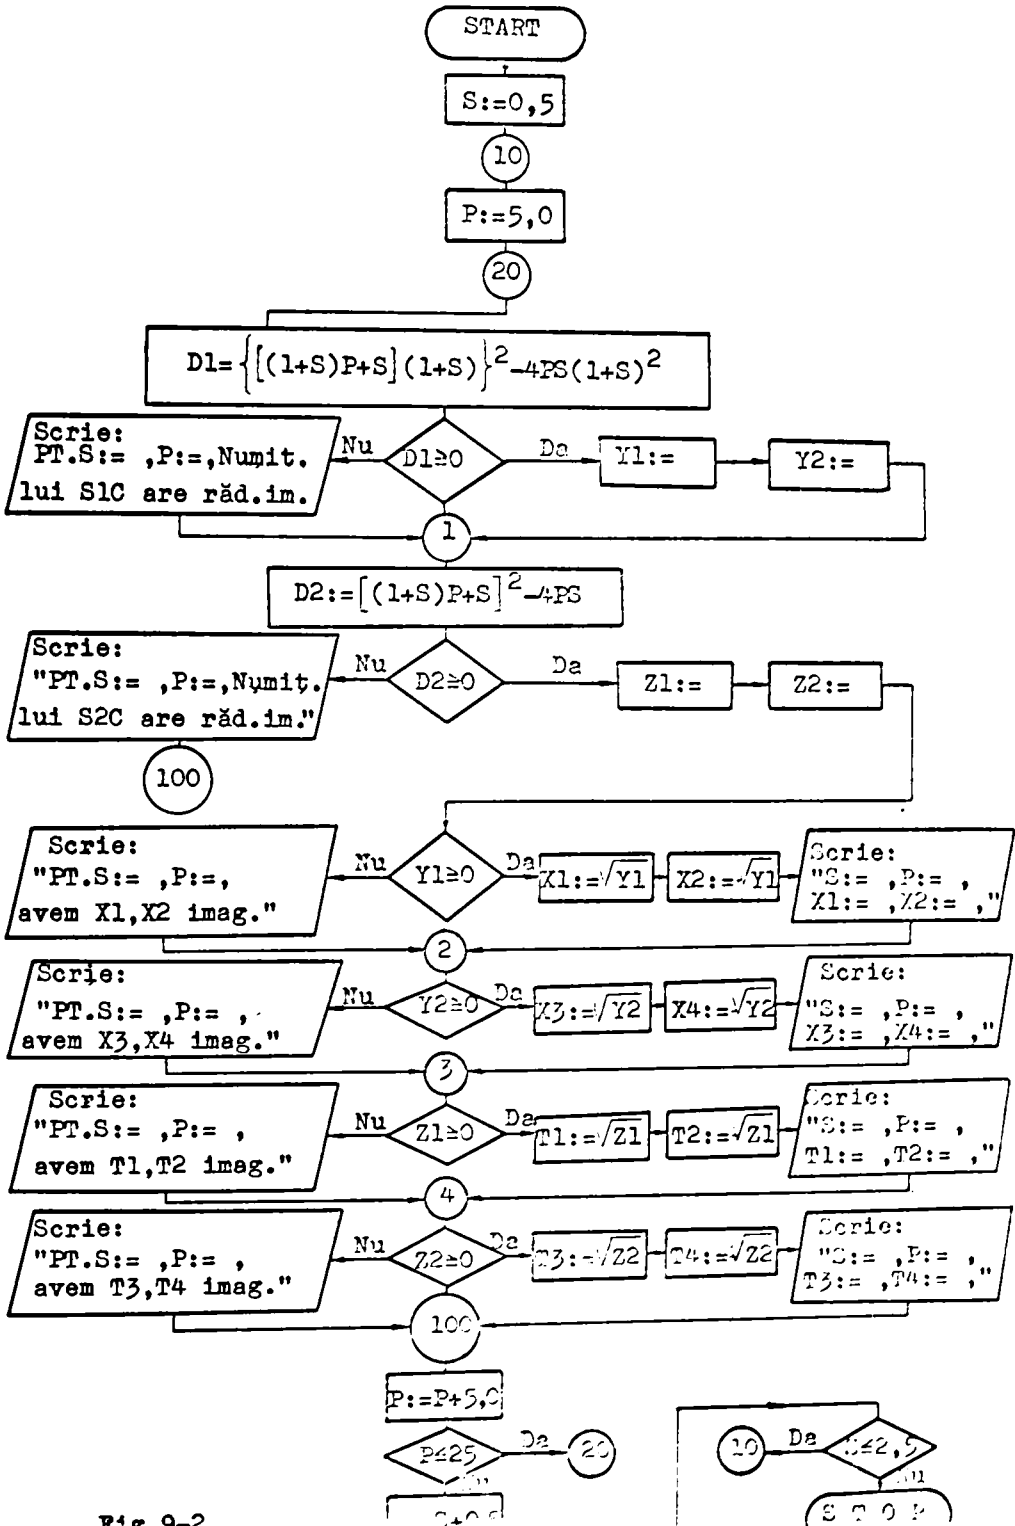 START
S:=0,5
10
P:=5,0
20
D1={[(1+S)P+S](1+S)}²-4PS(1+S)²
Scrie:
PT.S:= ,P:=,Numit.
lui S1C are răd.im.
Nu
D1≥0
Da
Y1:=
Y2:=
1
D2:=[(1+S)P+S]²-4PS
Scrie:
"PT.S:= ,P:=,Numit.
lui S2C are răd.im."
Nu
D2≥0
Da
Z1:=
Z2:=
100
Scrie:
"PT.S:= ,P:=,
avem X1,X2 imag."
Nu
Y1≥0
Da
X1:=√Y1
X2:=√Y1
Scrie:
"S:= ,P:= ,
X1:= ,X2:= ,"
2
Scrie:
"PT.S:= ,P:= ,
avem X3,X4 imag."
Nu
Y2≥0
Da
X3:=√Y2
X4:=√Y2
Scrie:
"S:= ,P:= ,
X3:= ,X4:= ,"
3
Scrie:
"PT.S:= ,P:= ,
avem T1,T2 imag."
Nu
Z1≥0
Da
T1:=√Z1
T2:=√Z1
Scrie:
"S:= ,P:= ,
T1:= ,T2:= ,"
4
Scrie:
"PT.S:= ,P:= ,
avem T3,T4 imag."
Nu
Z2≥0
Da
T3:=√Z2
T4:=√Z2
Scrie:
"S:= ,P:= ,
T3:= ,T4:= ,"
100
P:=P+5,0
P≤25
Da
20
Nu
10
Da
S≤2,5
Nu
STOP
Fig 9-2